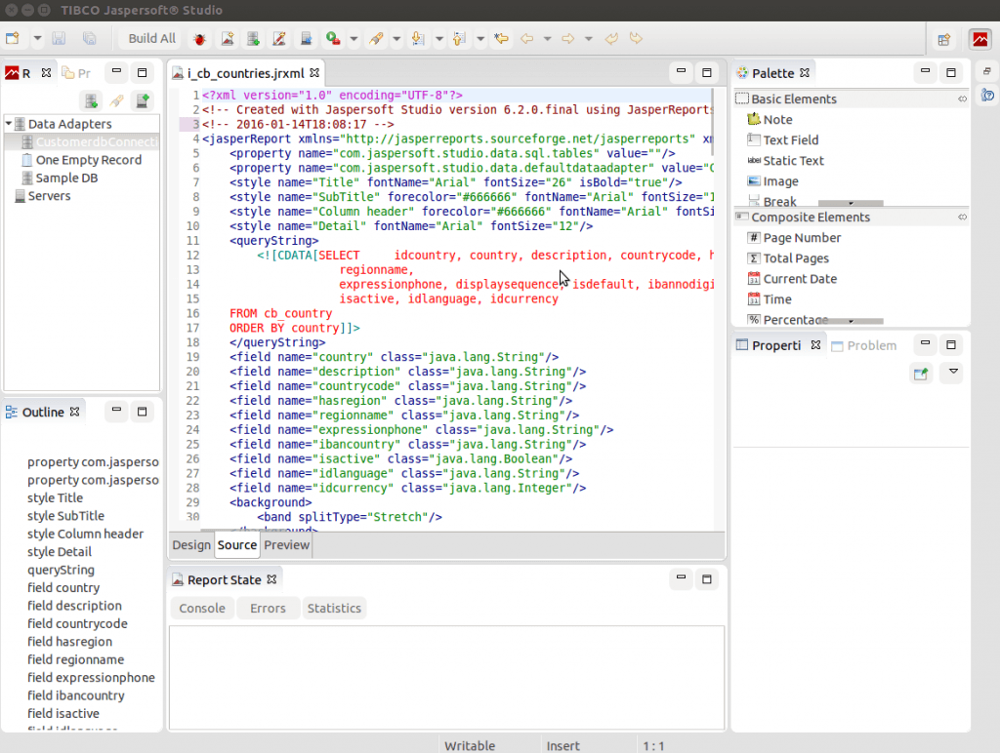 TIBCO Jaspersoft® Studio
Build All
R
Pr
Data Adapters
CustomerdbConnecti
One Empty Record
Sample DB
Servers
Outline
property com.jasperso
property com.jasperso
style Title
style SubTitle
style Column header
style Detail
queryString
field country
field description
field countrycode
field hasregion
field regionname
field expressionphone
field ibancountry
field isactive
i_cb_countries.jrxml
1 <?xml version="1.0" encoding="UTF-8"?>
2 <!-- Created with Jaspersoft Studio version 6.2.0.final using JasperReports
3 <!-- 2016-01-14T18:08:17 -->
4 <jasperReport xmlns="http://jasperreports.sourceforge.net/jasperreports" xm
5 <property name="com.jaspersoft.studio.data.sql.tables" value=""/>
6 <property name="com.jaspersoft.studio.data.defaultdataadapter" value="C
7 <style name="Title" fontName="Arial" fontSize="26" isBold="true"/>
8 <style name="SubTitle" forecolor="#666666" fontName="Arial" fontSize="1
9 <style name="Column header" forecolor="#666666" fontName="Arial" fontSi
10 <style name="Detail" fontName="Arial" fontSize="12"/>
11 <queryString>
12 <![CDATA[SELECT idcountry, country, description, countrycode, h
13 regionname,
14 expressionphone, displaysequence, isdefault, ibannodigi
15 isactive, idlanguage, idcurrency
16 FROM cb_country
17 ORDER BY country]]>
18 </queryString>
19 <field name="country" class="java.lang.String"/>
20 <field name="description" class="java.lang.String"/>
21 <field name="countrycode" class="java.lang.String"/>
22 <field name="hasregion" class="java.lang.String"/>
23 <field name="regionname" class="java.lang.String"/>
24 <field name="expressionphone" class="java.lang.String"/>
25 <field name="ibancountry" class="java.lang.String"/>
26 <field name="isactive" class="java.lang.Boolean"/>
27 <field name="idlanguage" class="java.lang.String"/>
28 <field name="idcurrency" class="java.lang.Integer"/>
29 <background>
30 <band splitType="Stretch"/>
Design Source Preview
Report State
Console Errors Statistics
Palette
Basic Elements
Note
Text Field
Static Text
Image
Break
Composite Elements
Page Number
Total Pages
Current Date
Time
Percentage
Properti
Problem
Writable Insert 1 : 1